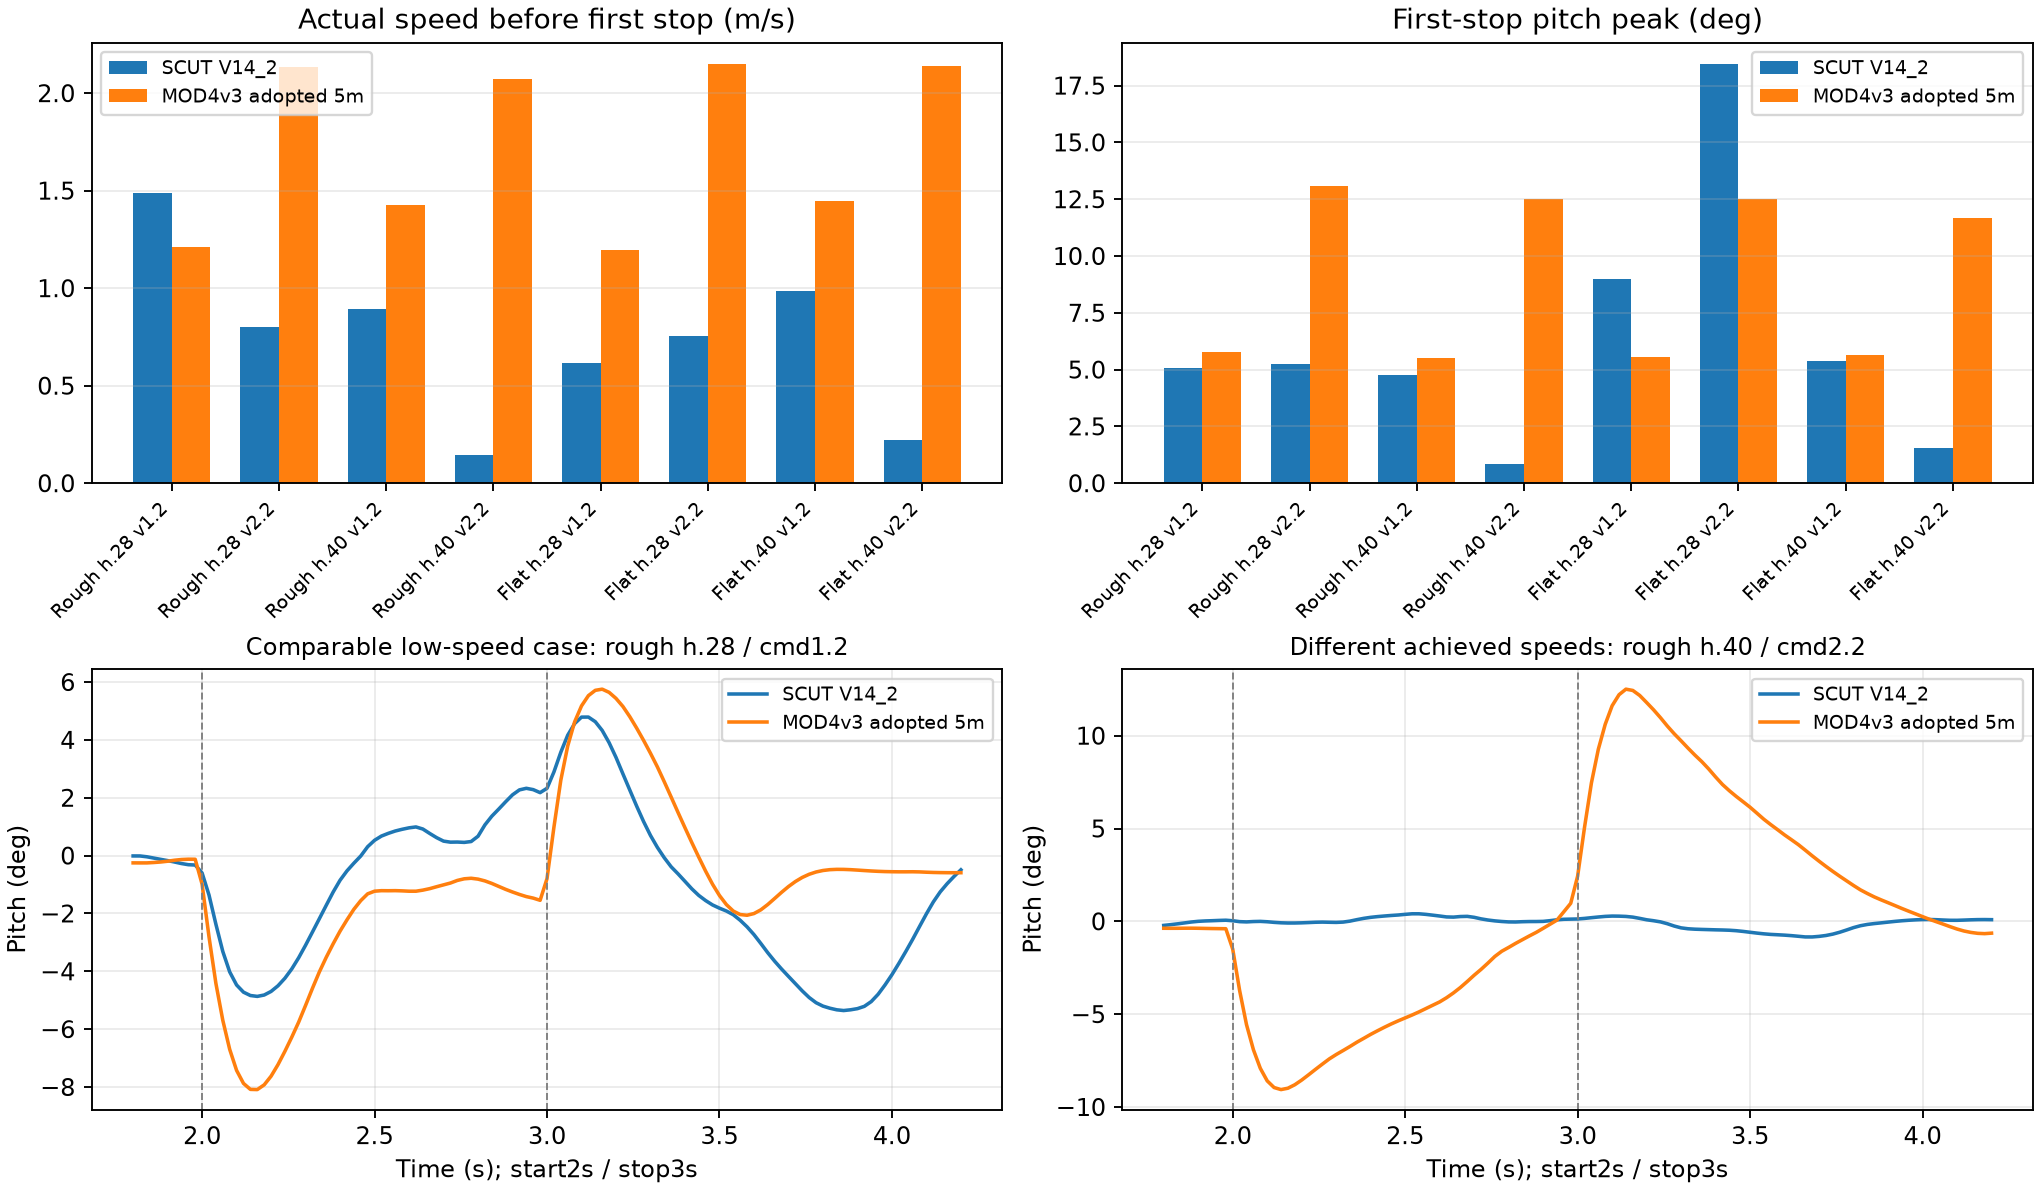 Actual speed before first stop (m/s)
SCUT V14_2
MOD4v3 adopted 5m
2.0
1.5
1.0
0.5
0.0
Rough h.28 v1.2
Rough h.28 v2.2
Rough h.40 v1.2
Rough h.40 v2.2
Flat h.28 v1.2
Flat h.28 v2.2
Flat h.40 v1.2
Flat h.40 v2.2
First-stop pitch peak (deg)
SCUT V14_2
MOD4v3 adopted 5m
17.5
15.0
12.5
10.0
7.5
5.0
2.5
0.0
Rough h.28 v1.2
Rough h.28 v2.2
Rough h.40 v1.2
Rough h.40 v2.2
Flat h.28 v1.2
Flat h.28 v2.2
Flat h.40 v1.2
Flat h.40 v2.2
Comparable low-speed case: rough h.28 / cmd1.2
SCUT V14_2
MOD4v3 adopted 5m
Pitch (deg)
6
4
2
0
−2
−4
−6
−8
2.0 2.5 3.0 3.5 4.0
Time (s); start2s / stop3s
Different achieved speeds: rough h.40 / cmd2.2
SCUT V14_2
MOD4v3 adopted 5m
Pitch (deg)
10
5
0
−5
−10
2.0 2.5 3.0 3.5 4.0
Time (s); start2s / stop3s